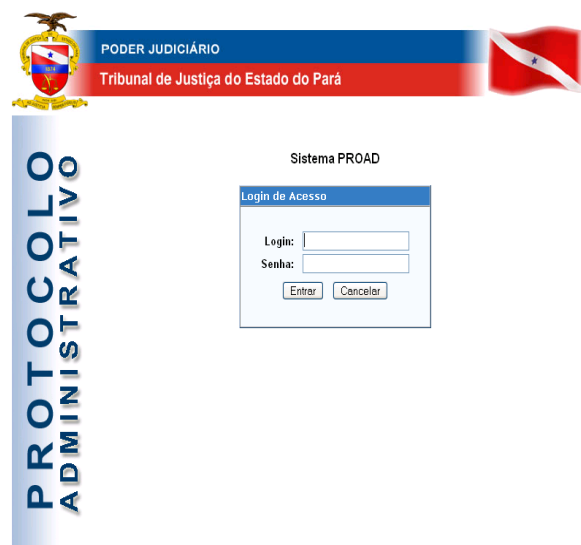 PODER JUDICIÁRIO
Tribunal de Justiça do Estado do Pará
PROTOCOLO
ADMINISTRATIVO
Sistema PROAD
Login de Acesso
Login:
Senha:
Entrar Cancelar